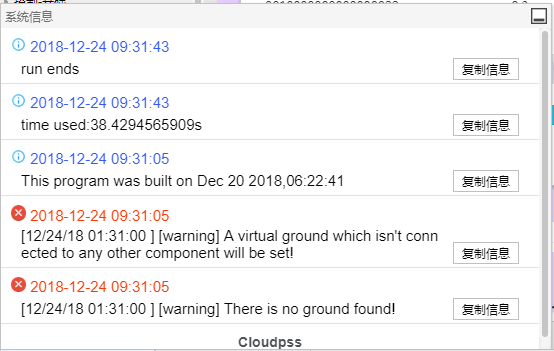 系统信息
2018-12-24 09:31:43
run ends
复制信息
2018-12-24 09:31:43
time used:38.4294565909s
复制信息
2018-12-24 09:31:05
This program was built on Dec 20 2018,06:22:41
复制信息
2018-12-24 09:31:05
[12/24/18 01:31:00 ] [warning] A virtual ground which isn't conn
ected to any other component will be set!
复制信息
2018-12-24 09:31:05
[12/24/18 01:31:00 ] [warning] There is no ground found!
复制信息
Cloudpss